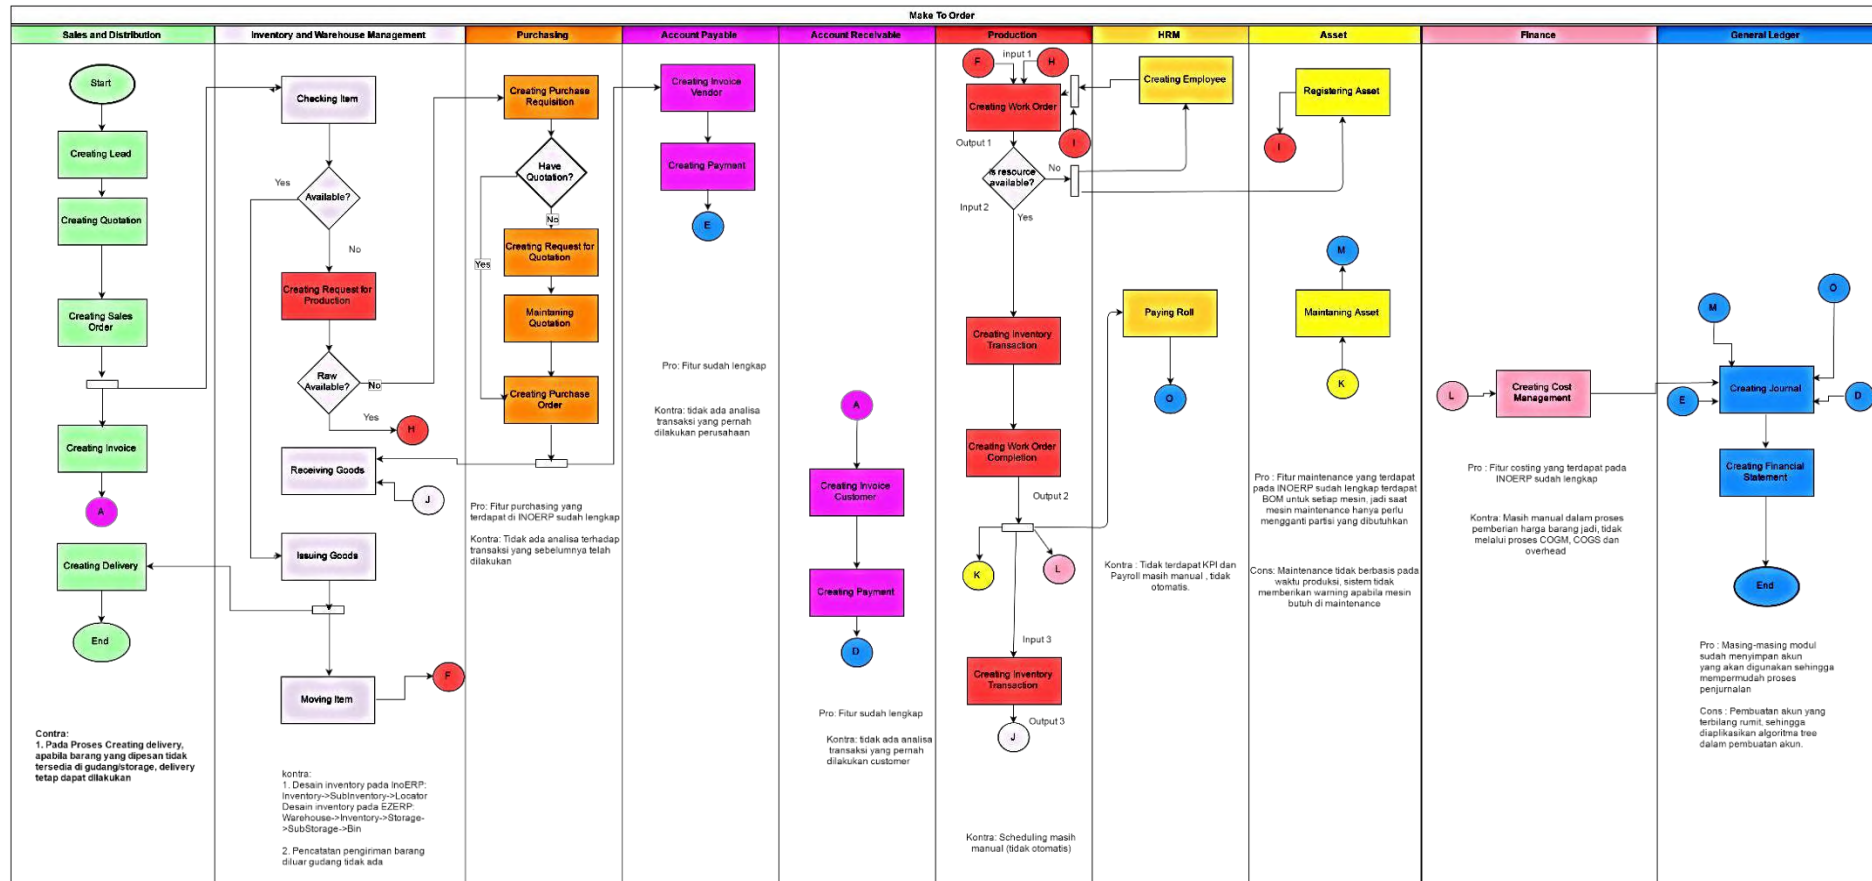 Make To Order
Sales and Distribution
Inventory and Warehouse Management
Purchasing
Account Payable
Account Receivable
Production
HRM
Asset
Finance
General Ledger
Start
Creating Lead
Creating Quotation
Creating Sales
Order
Creating Invoice
A
Creating Delivery
End
Contra:
1. Pada Proses Creating delivery,
apabila barang yang dipesan tidak
tersedia di gudang/storage, delivery
tetap dapat dilakukan
Checking Item
Yes
Available?
No
Creating Request for
Production
Raw
Available?
No
Yes
H
Receiving Goods
J
Issuing Goods
Moving Item
F
kontra:
1. Desain inventory pada InoERP:
Inventory->SubInventory->Locator
Desain inventory pada EZERP:
Warehouse->Inventory->Storage-
>SubStorage->Bin
2. Pencatatan pengiriman barang
diluar gudang tidak ada
Creating Purchase
Requisition
Have
Quotation?
No
Yes
Creating Request for
Quotation
Maintaning
Quotation
Creating Purchase
Order
Pro: Fitur purchasing yang
terdapat di INOERP sudah lengkap
Kontra: Tidak ada analisa terhadap
transaksi yang sebelumnya telah
dilakukan
Creating Invoice
Vendor
Creating Payment
E
Pro: Fitur sudah lengkap
Kontra: tidak ada analisa
transaksi yang pernah
dilakukan perusahaan
A
Creating Invoice
Customer
Creating Payment
D
Pro: Fitur sudah lengkap
Kontra: tidak ada analisa
transaksi yang pernah
dilakukan customer
F
input 1
H
Creating Work Order
I
Output 1
Is resource
available?
No
Input 2
Yes
Creating Inventory
Transaction
Creating Work Order
Completion
Output 2
K
L
Input 3
Creating Inventory
Transaction
Output 3
J
Kontra: Scheduling masih
manual (tidak otomatis)
Creating Employee
Paying Roll
O
Kontra : Tidak terdapat KPI dan
Payroll masih manual , tidak
otomatis.
Registering Asset
I
M
Maintaning Asset
K
Pro : Fitur maintenance yang terdapat
pada INOERP sudah lengkap terdapat
BOM untuk setiap mesin, jadi saat
mesin maintenance hanya perlu
mengganti partisi yang dibutuhkan
Cons: Maintenance tidak berbasis pada
waktu produksi, sistem tidak
memberikan warning apabila mesin
butuh di maintenance
L
Creating Cost
Management
Pro : Fitur costing yang terdapat pada
INOERP sudah lengkap
Kontra: Masih manual dalam proses
pemberian harga barang jadi, tidak
melalui proses COGM, COGS dan
overhead
M
O
Creating Journal
E
D
Creating Financial
Statement
End
Pro : Masing-masing modul
sudah menyimpan akun
yang akan digunakan sehingga
mempermudah proses
penjurnalan
Cons : Pembuatan akun yang
terbilang rumit, sehingga
diaplikasikan algoritma tree
dalam pembuatan akun.